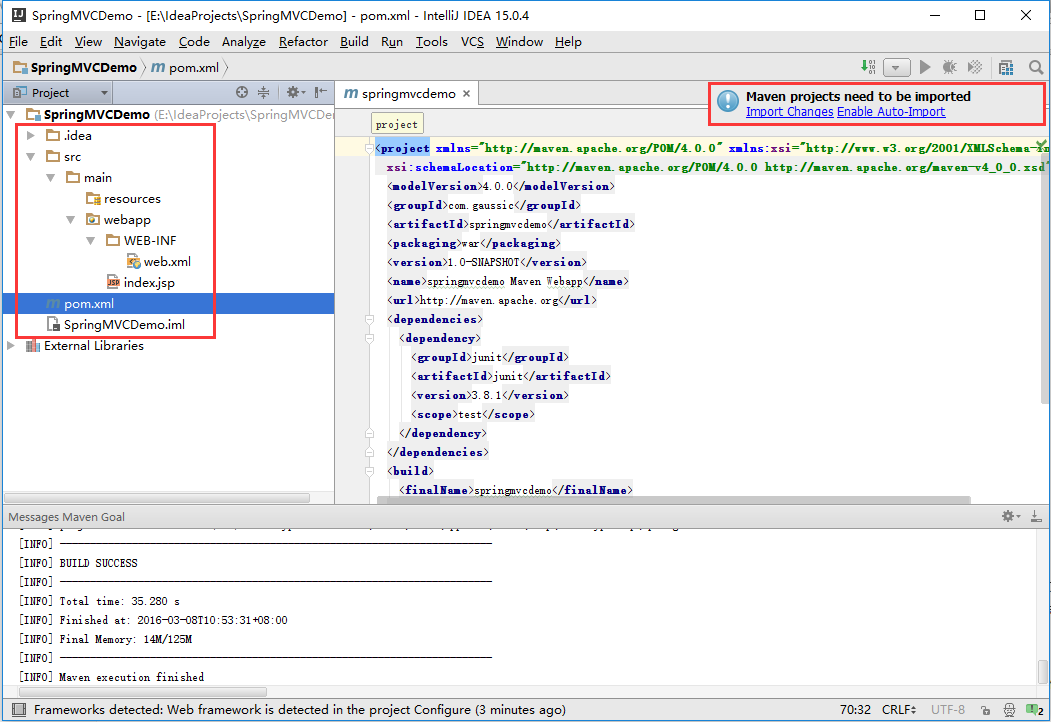 SpringMVCDemo - [E:\IdeaProjects\SpringMVCDemo] - pom.xml - IntelliJ IDEA 15.0.4
File Edit View Navigate Code Analyze Refactor Build Run Tools VCS Window Help
SpringMVCDemo pom.xml
Project
SpringMVCDemo (E:\IdeaProjects\SpringMVCDem
.idea
src
main
resources
webapp
WEB-INF
web.xml
index.jsp
pom.xml
SpringMVCDemo.iml
External Libraries
m springmvcdemo ×
Maven projects need to be imported
Import Changes Enable Auto-Import
project
<project xmlns="http://maven.apache.org/POM/4.0.0" xmlns:xsi="http://www.w3.org/2001/XMLSchema-in
xsi:schemaLocation="http://maven.apache.org/POM/4.0.0 http://maven.apache.org/maven-v4_0_0.xsd"
<modelVersion>4.0.0</modelVersion>
<groupId>com.gaussic</groupId>
<artifactId>springmvcdemo</artifactId>
<packaging>war</packaging>
<version>1.0-SNAPSHOT</version>
<name>springmvcdemo Maven Webapp</name>
<url>http://maven.apache.org</url>
<dependencies>
<dependency>
<groupId>junit</groupId>
<artifactId>junit</artifactId>
<version>3.8.1</version>
<scope>test</scope>
</dependency>
</dependencies>
<build>
<finalName>springmvcdemo</finalName>
Messages Maven Goal
[INFO] ------------------------------------------------------------------------
[INFO] BUILD SUCCESS
[INFO] ------------------------------------------------------------------------
[INFO] Total time: 35.280 s
[INFO] Finished at: 2016-03-08T10:53:31+08:00
[INFO] Final Memory: 14M/125M
[INFO] ------------------------------------------------------------------------
[INFO] Maven execution finished
Frameworks detected: Web framework is detected in the project Configure (3 minutes ago)
70:32 CRLF UTF-8 2